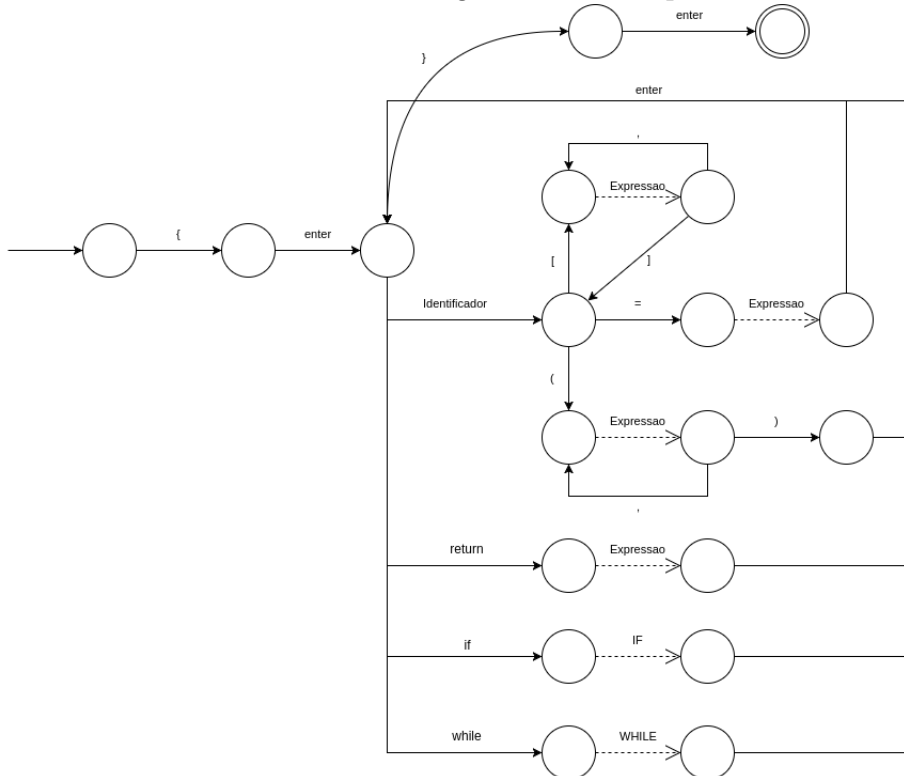 enter
}
enter
,
Expressao
{
enter
[
]
Identificador
=
Expressao
(
Expressao
)
,
return
Expressao
if
IF
while
WHILE